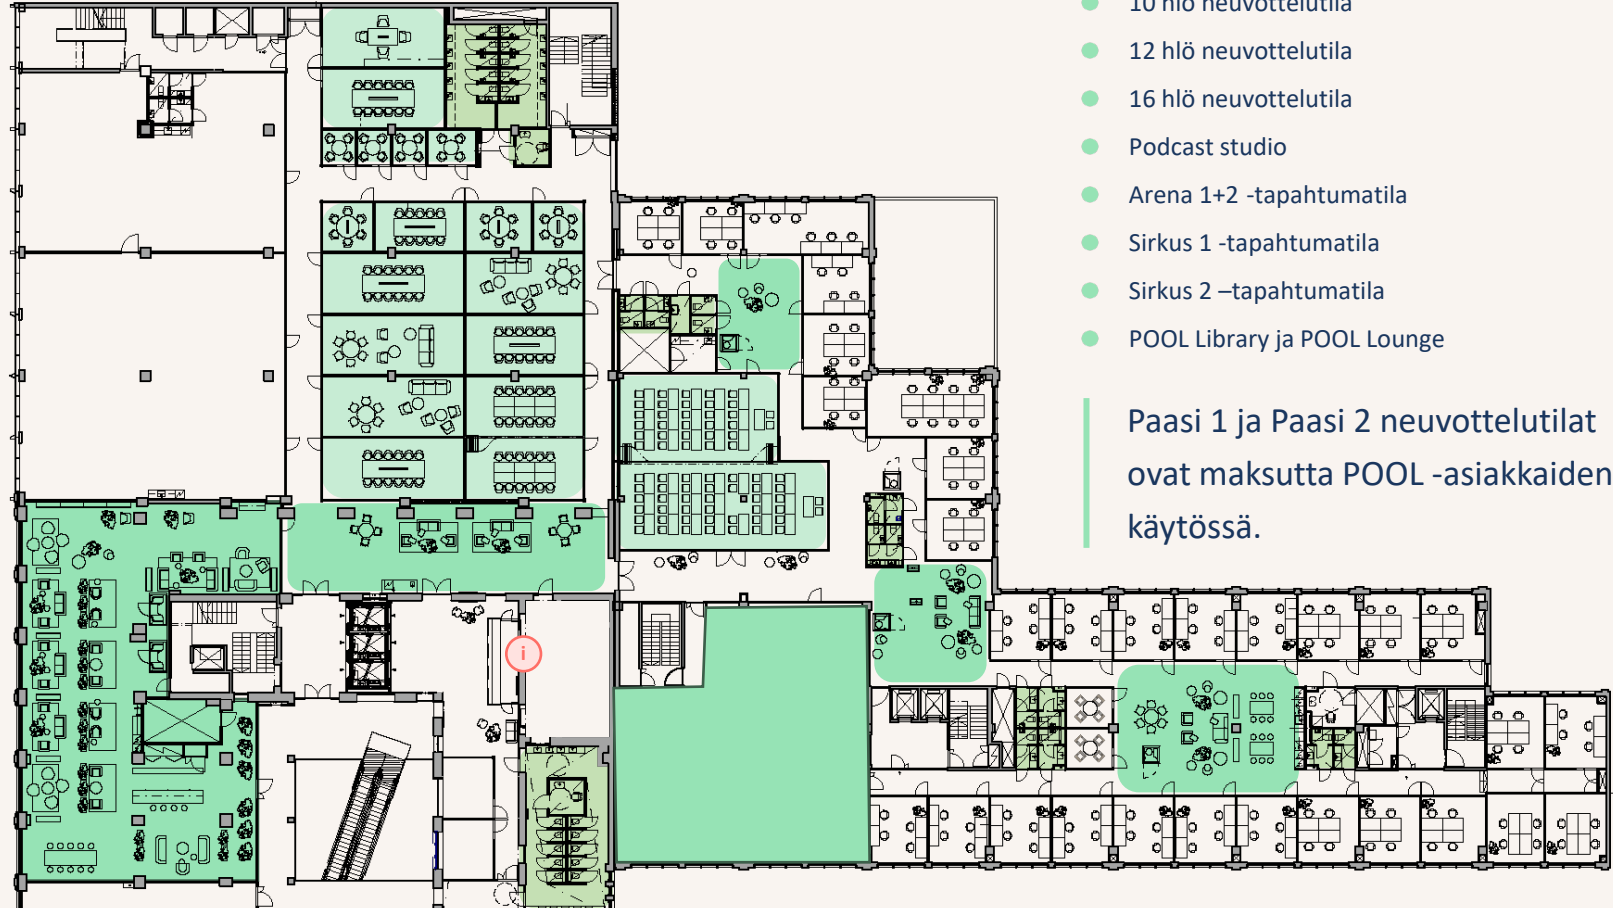 10 hlö neuvottelutila
12 hlö neuvottelutila
16 hlö neuvottelutila
Podcast studio
Arena 1+2 -tapahtumatila
Sirkus 1 -tapahtumatila
Sirkus 2 –tapahtumatila
POOL Library ja POOL Lounge
Paasi 1 ja Paasi 2 neuvottelutilat
ovat maksutta POOL -asiakkaiden
käytössä.
i